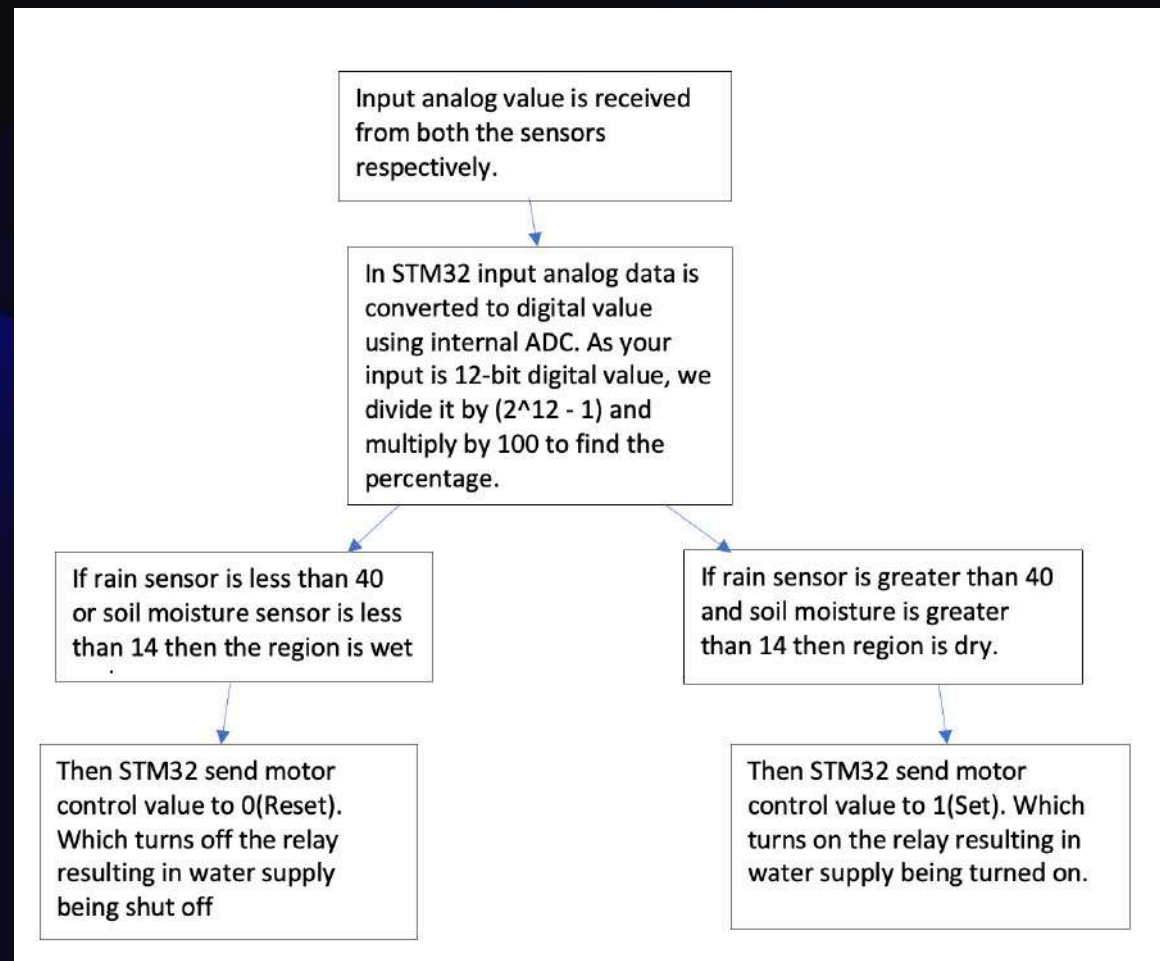 Input analog value is received
from both the sensors
respectively.
In STM32 input analog data is
converted to digital value
using internal ADC. As your
input is 12-bit digital value, we
divide it by (2^12 - 1) and
multiply by 100 to find the
percentage.
If rain sensor is less than 40
or soil moisture sensor is less
than 14 then the region is wet
.
If rain sensor is greater than 40
and soil moisture is greater
than 14 then region is dry.
Then STM32 send motor
control value to 0(Reset).
Which turns off the relay
resulting in water supply
being shut off
Then STM32 send motor
control value to 1(Set). Which
turns on the relay resulting in
water supply being turned on.